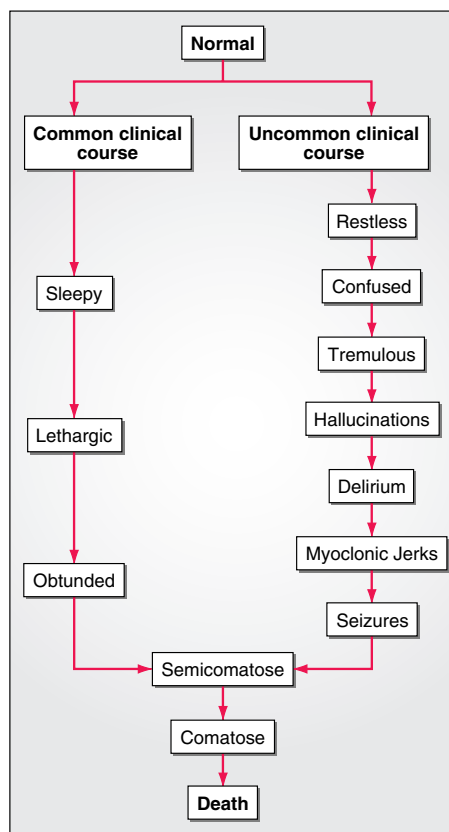 Normal
Common clinical
course
Uncommon clinical
course
Restless
Sleepy
Confused
Tremulous
Lethargic
Hallucinations
Delirium
Obtunded
Myoclonic Jerks
Seizures
Semicomatose
Comatose
Death